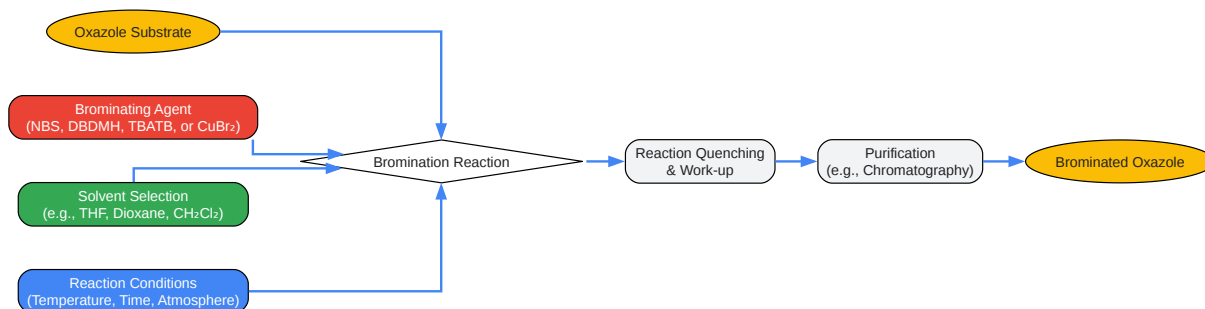 Oxazole Substrate
Brominating Agent
(NBS, DBDMH, TBATB, or CuBr₂)
Bromination Reaction
Reaction Quenching
& Work-up
Purification
(e.g., Chromatography)
Brominated Oxazole
Solvent Selection
(e.g., THF, Dioxane, CH₂Cl₂)
Reaction Conditions
(Temperature, Time, Atmosphere)